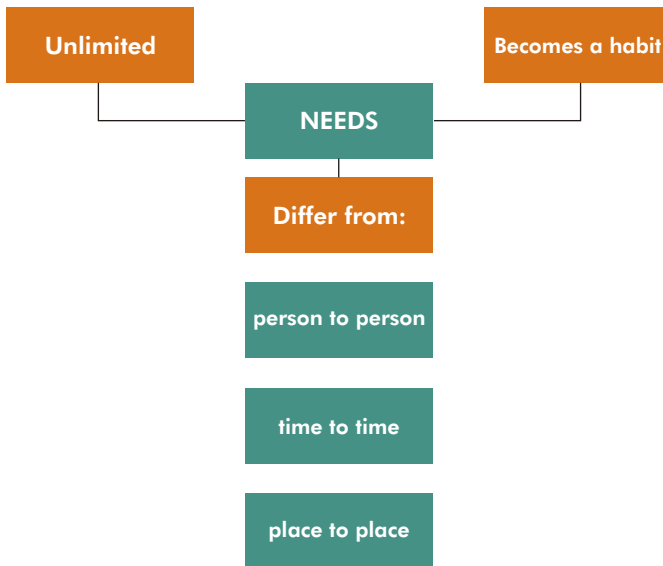 Unlimited
Becomes a habit
NEEDS
Differ from:
person to person
time to time
place to place